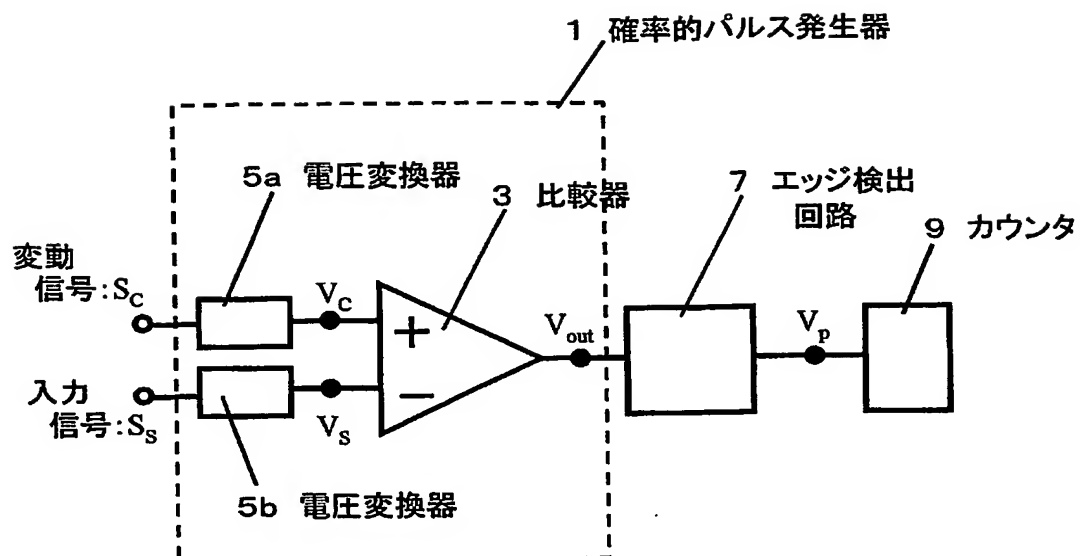 1 確率的パルス発生器
5a 電圧変換器
3 比較器
7 エッジ検出
回路
9 カウンタ
変動
信号:S_C
V_C
+
V_out
V_p
入力
信号:S_S
−
V_S
5b 電圧変換器